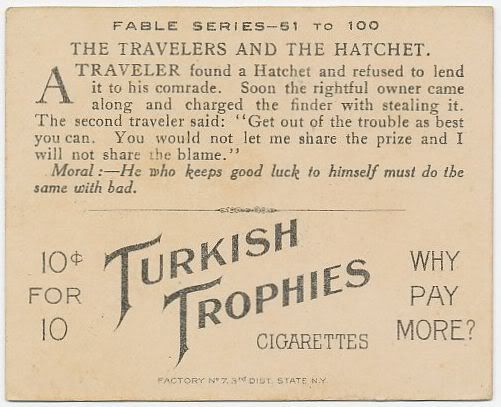 FABLE SERIES—51 TO 100
THE TRAVELERS AND THE HATCHET.
A TRAVELER found a Hatchet and refused to lend
it to his comrade. Soon the rightful owner came
along and charged the finder with stealing it.
The second traveler said: "Get out of the trouble as best
you can. You would not let me share the prize and I
will not share the blame."
Moral:—He who keeps good luck to himself must do the
same with bad.
10¢
FOR
10
TURKISH
TROPHIES
CIGARETTES
WHY
PAY
MORE?
FACTORY Nº 7, 3RD DIST. STATE N.Y.